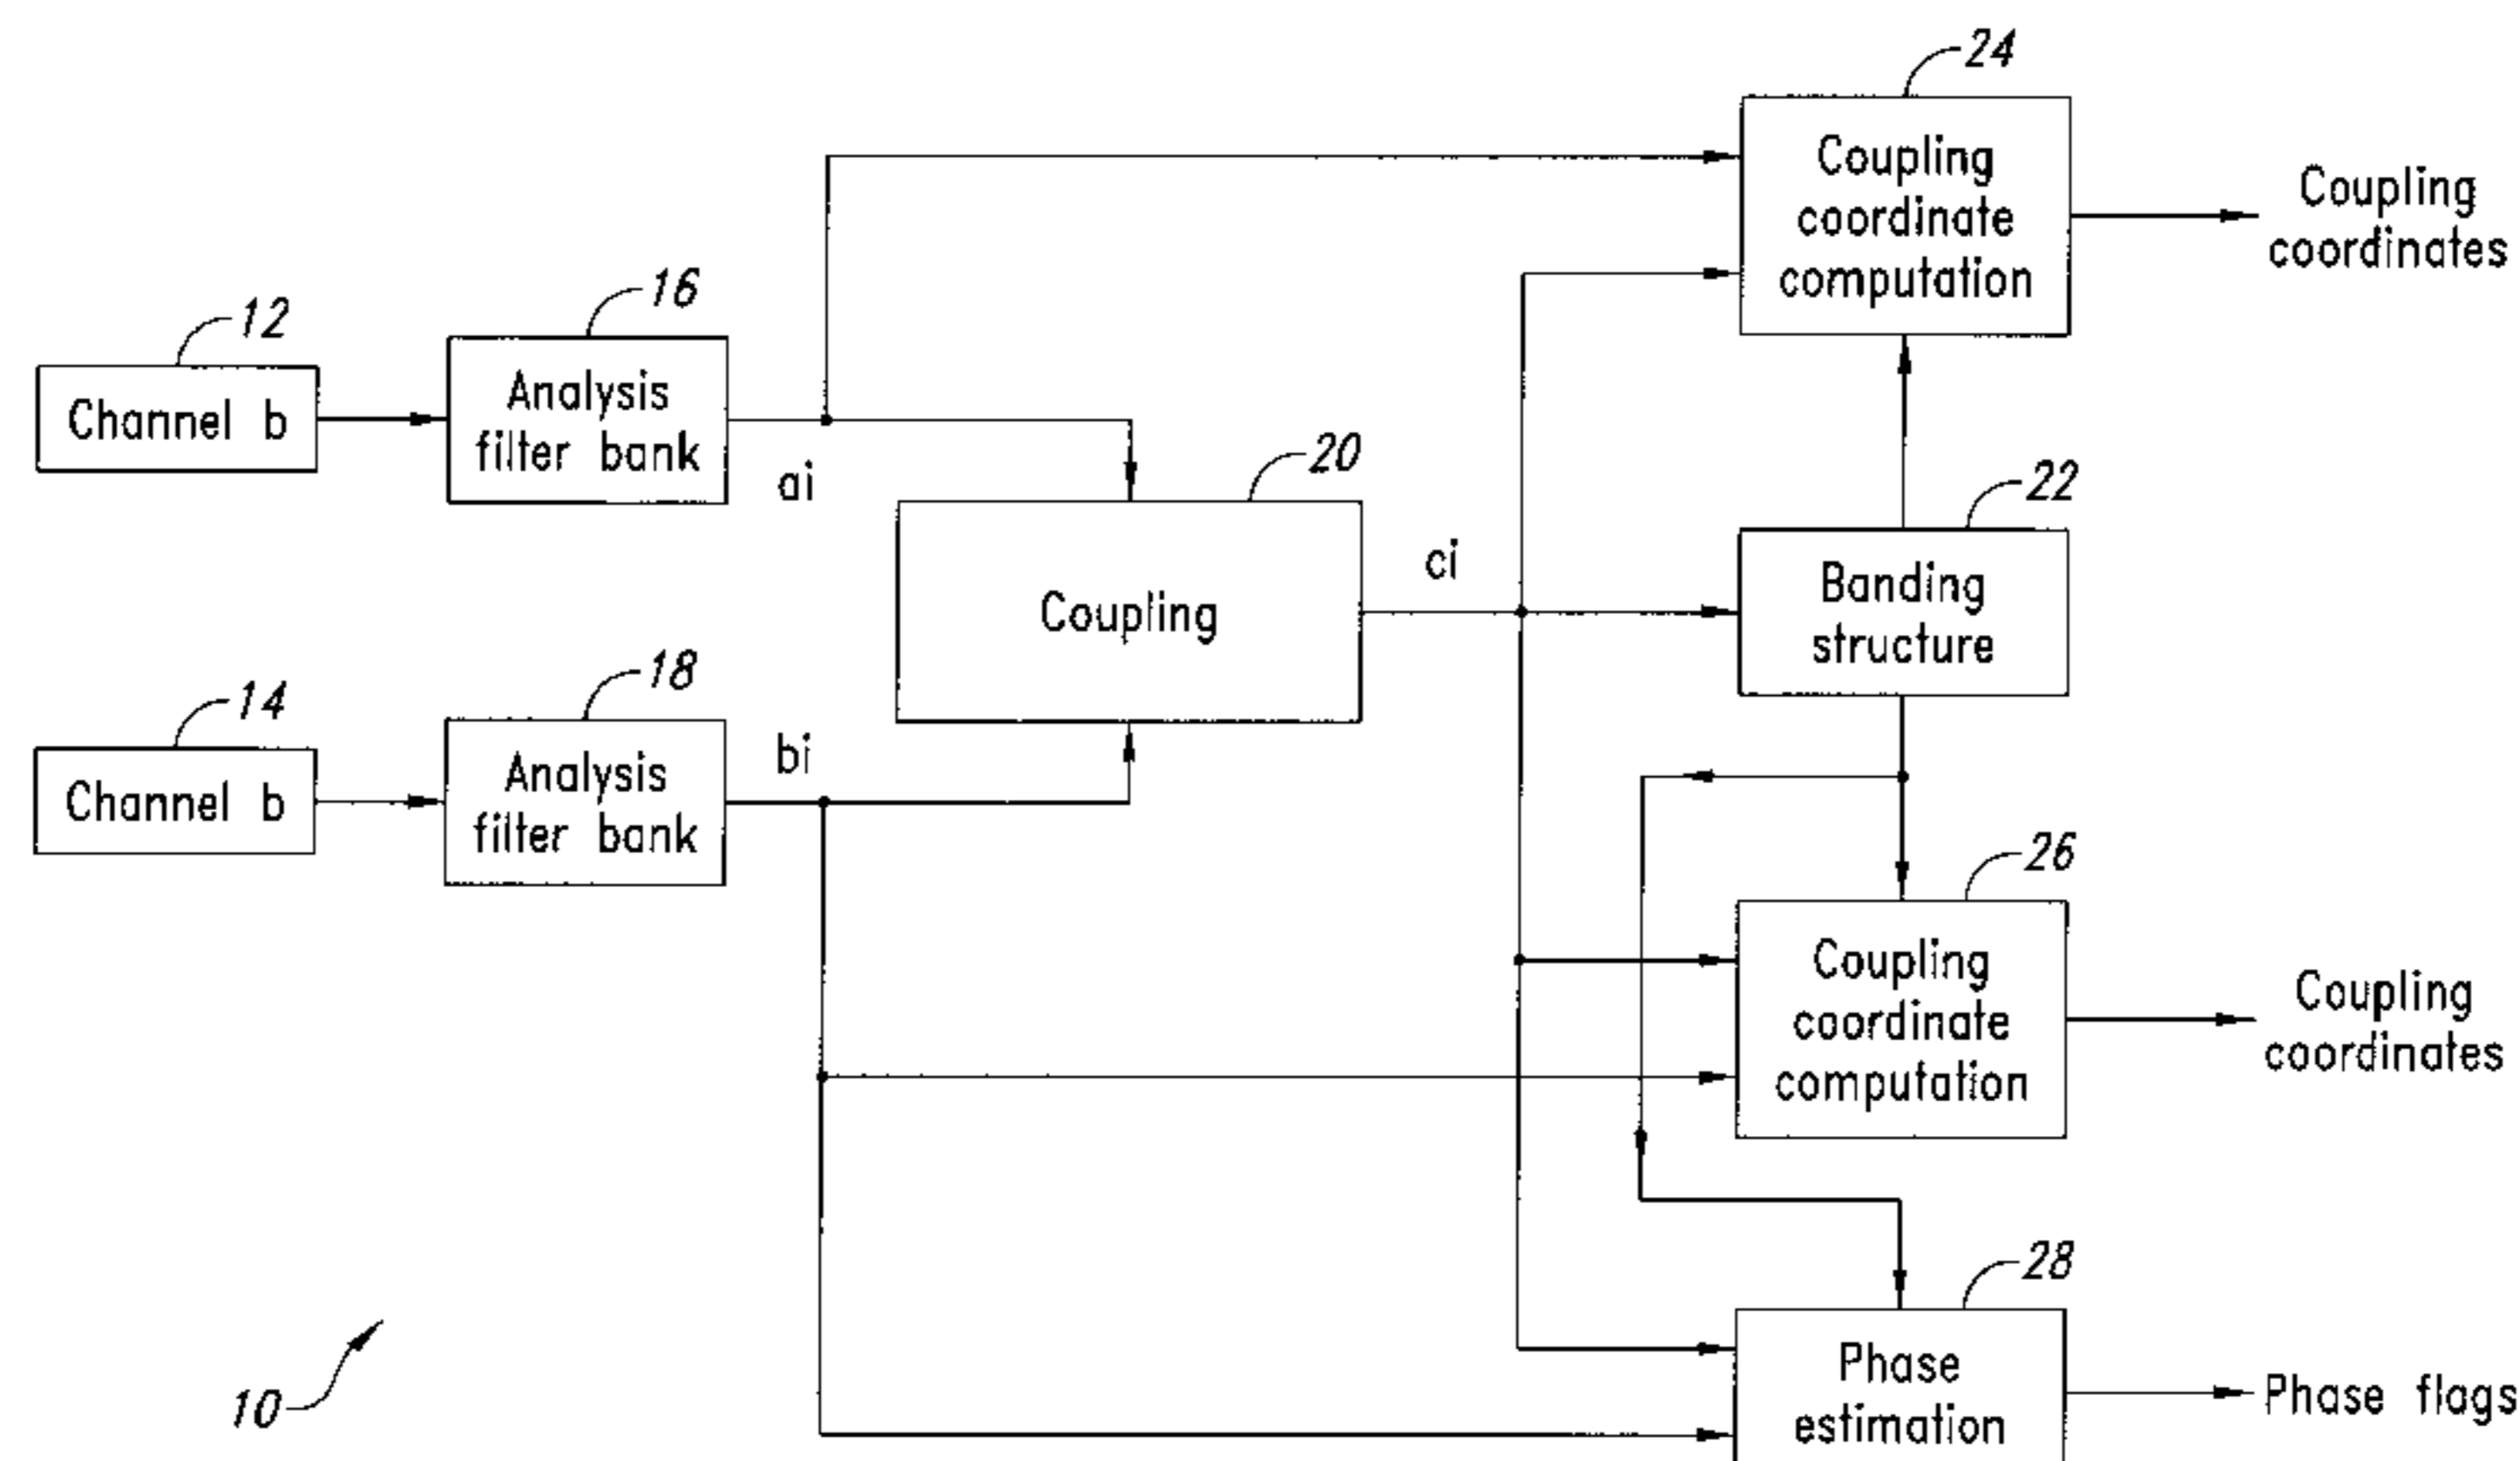 24
Coupling
coordinate
computation
Coupling
coordinates
12
Channel b
16
Analysis
filter bank
ai
20
Coupling
ci
22
Banding
structure
14
Channel b
18
Analysis
filter bank
bi
26
Coupling
coordinate
computation
Coupling
coordinates
28
Phase
estimation
Phase flags
10